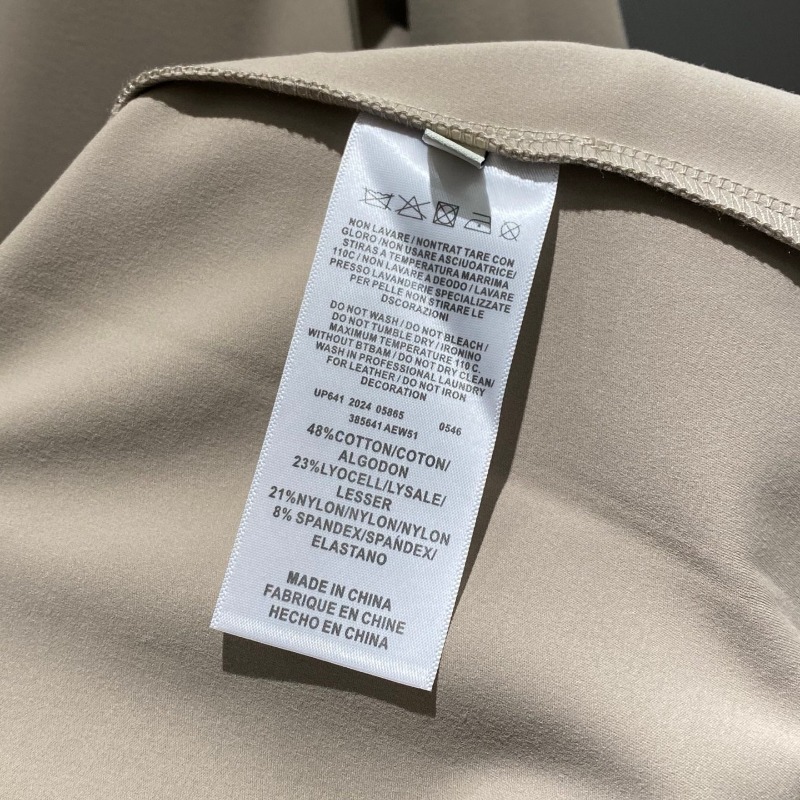 NON LAVARE / NONTRAT TARE CON
GLORO / NON USARE ASCIUOATRICE/
STIRAS A TEMPERATURA MARRIMA
110C / NON LAVARE A DEODO / LAVARE
PRESSO LAVANDERIE SPECIALIZZATE
PER PELLE NON STIRARE LE
DSCORAZIONI
DO NOT WASH / DO NOT BLEACH /
DO NOT TUMBLE DRY / IRONINO
MAXIMUM TEMPERATURE 110 C.
WITHOUT BTBAM / DO NOT DRY CLEAN/
WASH IN PROFESSIONAL LAUNDRY
FOR LEATHER / DO NOT IRON
DECORATION
UP641 2024 05865
385641 AEW51 0546
48%COTTON/COTON/
ALGODON
23%LYOCELL/LYSALE/
LESSER
21%NYLON/NYLON/NYLON
8% SPANDEX/SPAŃDEX/
ELASTANO
MADE IN CHINA
FABRIQUE EN CHINE
HECHO EN CHINA